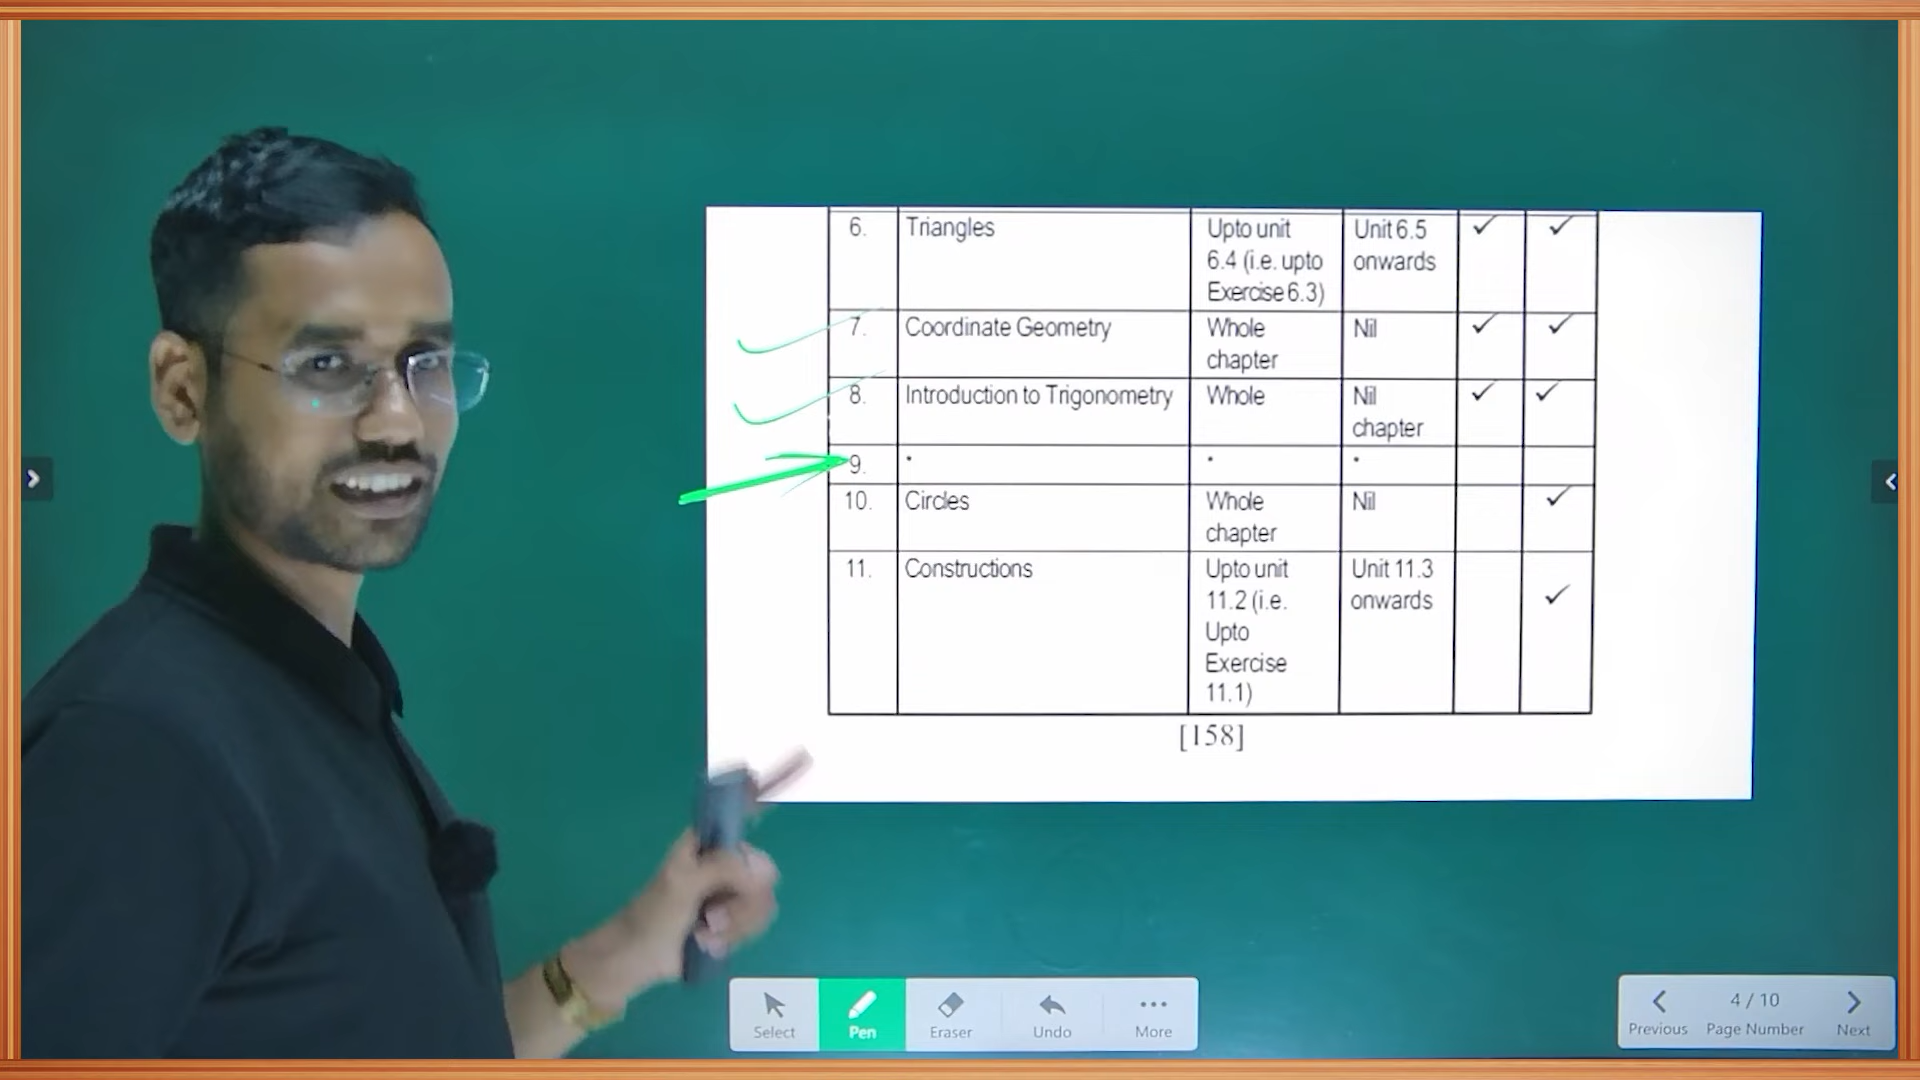 6. Triangles Upto unit 6.4 (i.e. upto Exercise 6.3) Unit 6.5 onwards ✓ ✓
7. Coordinate Geometry Whole chapter Nil ✓ ✓
8. Introduction to Trigonometry Whole Nil chapter ✓ ✓
9. * * *
10. Circles Whole chapter Nil ✓
11. Constructions Upto unit 11.2 (i.e. Upto Exercise 11.1) Unit 11.3 onwards ✓
[158]
Select Pen Eraser Undo More
4 / 10
Previous Page Number Next